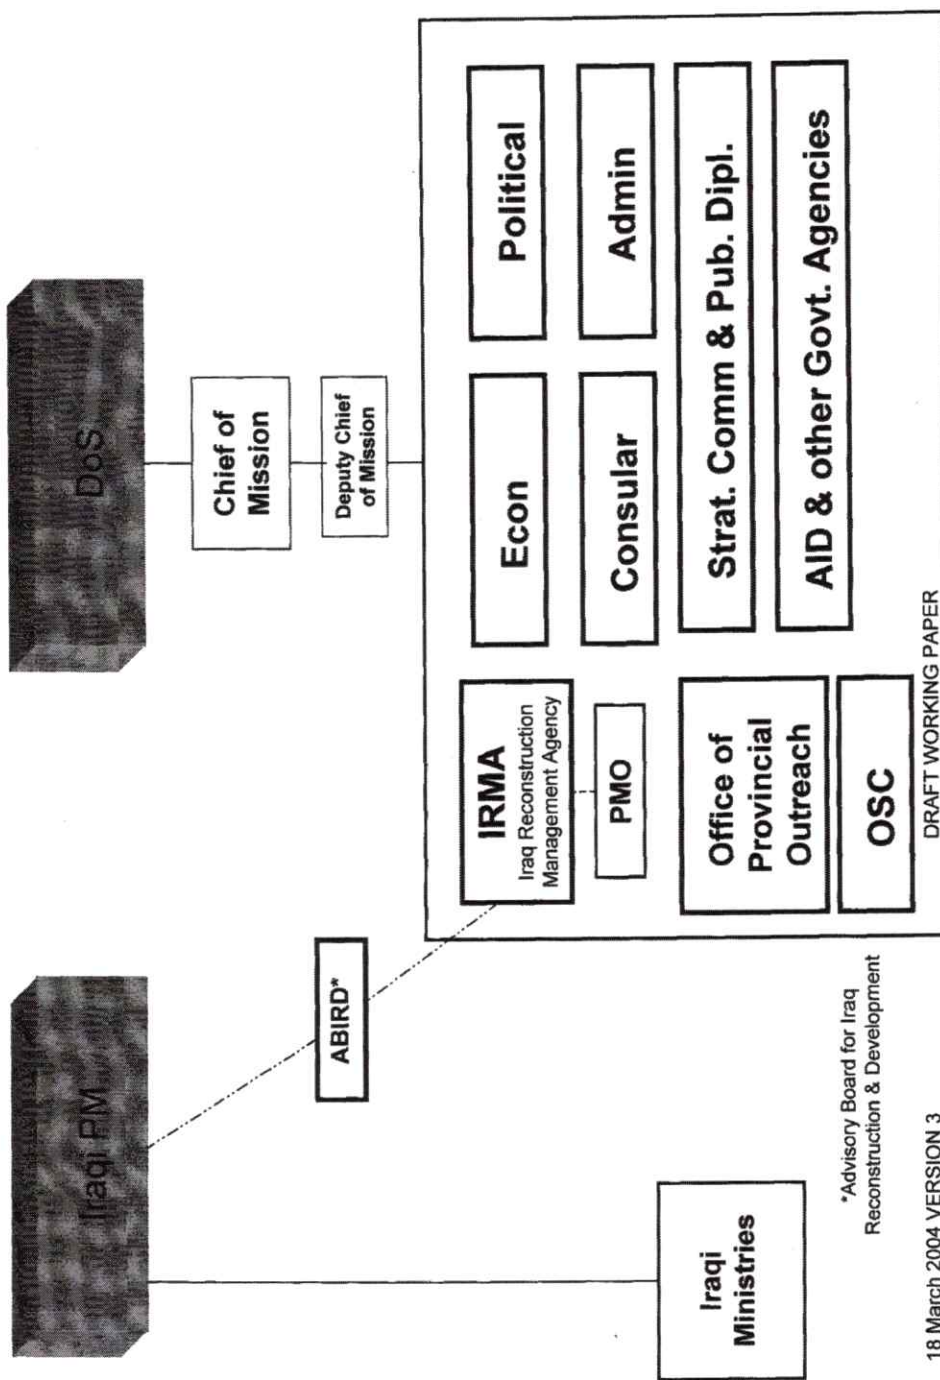 Iraqi PM
DoS
Chief of
Mission
Deputy Chief
of Mission
ABIRD*
Iraqi
Ministries
IRMA
Iraq Reconstruction
Management Agency
PMO
Econ
Political
Consular
Admin
Office of
Provincial
Outreach
Strat. Comm & Pub. Dipl.
OSC
AID & other Govt. Agencies
*Advisory Board for Iraq
Reconstruction & Development
18 March 2004 VERSION 3
DRAFT WORKING PAPER